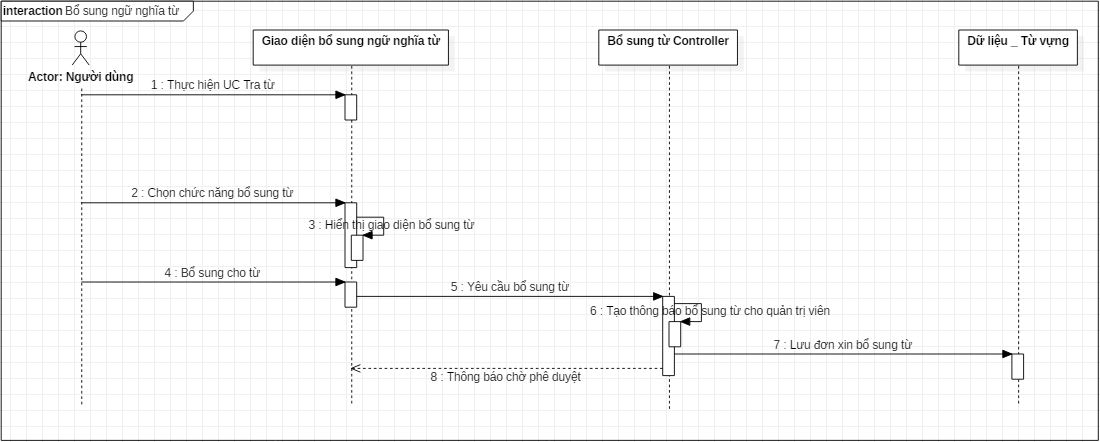 interaction Bổ sung ngữ nghĩa từ
Giao diện bổ sung ngữ nghĩa từ
Bổ sung từ Controller
Dữ liệu _ Từ vựng
Actor: Người dùng
1 : Thực hiện UC Tra từ
2 : Chọn chức năng bổ sung từ
3 : Hiển thị giao diện bổ sung từ
4 : Bổ sung cho từ
5 : Yêu cầu bổ sung từ
6 : Tạo thông báo bổ sung từ cho quản trị viên
7 : Lưu đơn xin bổ sung từ
8 : Thông báo chờ phê duyệt